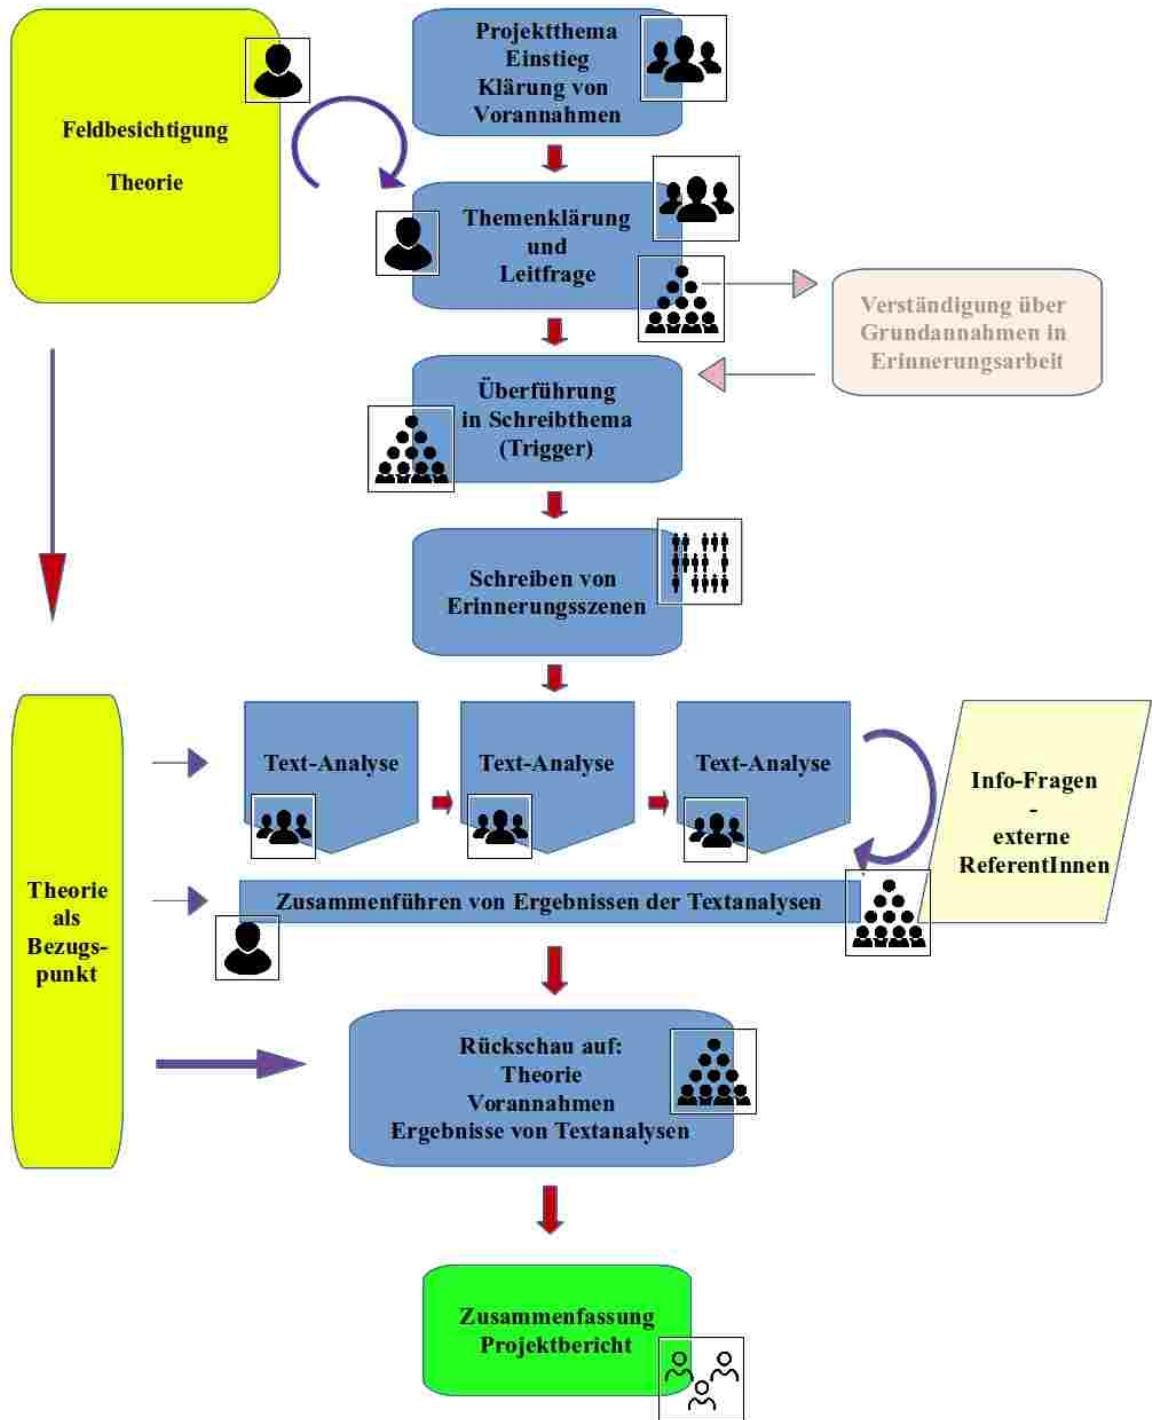 Feldbesichtigung
Theorie
Projektthema
Einstieg
Klärung von
Vorannahmen
Themenklärung
und
Leitfrage
Verständigung über
Grundannahmen in
Erinnerungsarbeit
Überführung
in Schreibthema
(Trigger)
Schreiben von
Erinnerungsszenen
Text-Analyse
Text-Analyse
Text-Analyse
Info-Fragen
-
externe
ReferentInnen
Theorie
als
Bezugs-
punkt
Zusammenführen von Ergebnissen der Textanalysen
Rückschau auf:
Theorie
Vorannahmen
Ergebnisse von Textanalysen
Zusammenfassung
Projektbericht